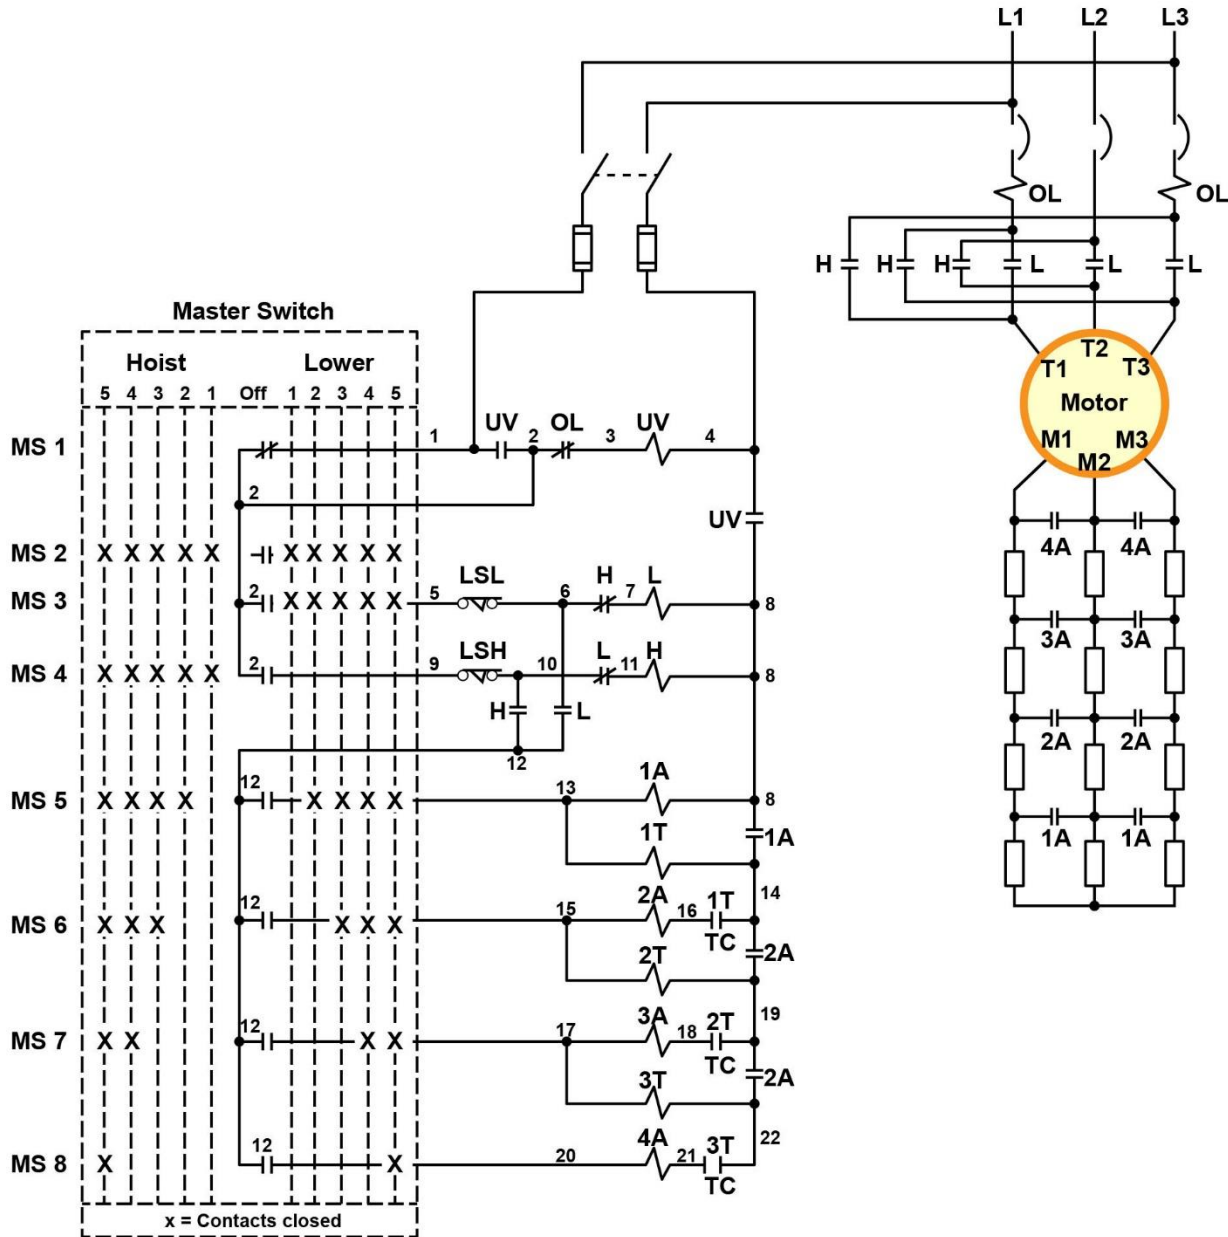 L1 L2 L3
OL OL
H H H L L L
Master Switch
Hoist Lower
5 4 3 2 1 Off 1 2 3 4 5
T1 T2 T3
Motor
M1 M2 M3
MS 1 1 UV 2 OL 3 UV 4
2
UV
MS 2 X X X X X X X X X X
4A 4A
MS 3 2 X X X X X 5 LSL 6 H 7 L 8
3A 3A
MS 4 X X X X X 2 9 LSH 10 L 11 H 8
H L
12
2A 2A
MS 5 X X X X 12 X X X X 13 1A 8
1A
1T
1A 1A
14
MS 6 X X X 12 X X X 15 2A 16 1T
TC
2A
2T
19
MS 7 X X 12 X X 17 3A 18 2T
TC
2A
3T
22
MS 8 X 12 X 20 4A 21 3T
TC
x = Contacts closed